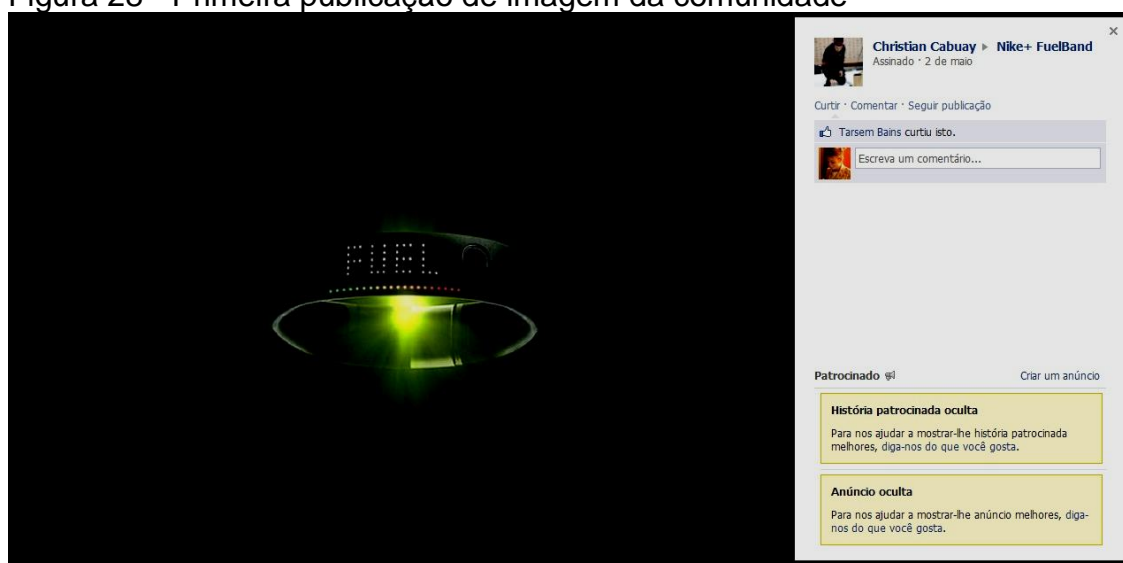 Figura 28 - Primeira publicação de imagem da comunidade
FUEL
Christian Cabuay ▸ Nike+ FuelBand
Assinado · 2 de maio
Curtir · Comentar · Seguir publicação
Tarsem Bains curtiu isto.
Escreva um comentário...
Patrocinado
Criar um anúncio
História patrocinada oculta
Para nos ajudar a mostrar-lhe história patrocinada
melhores, diga-nos do que você gosta.
Anúncio oculta
Para nos ajudar a mostrar-lhe anúncio melhores, diga-
nos do que você gosta.